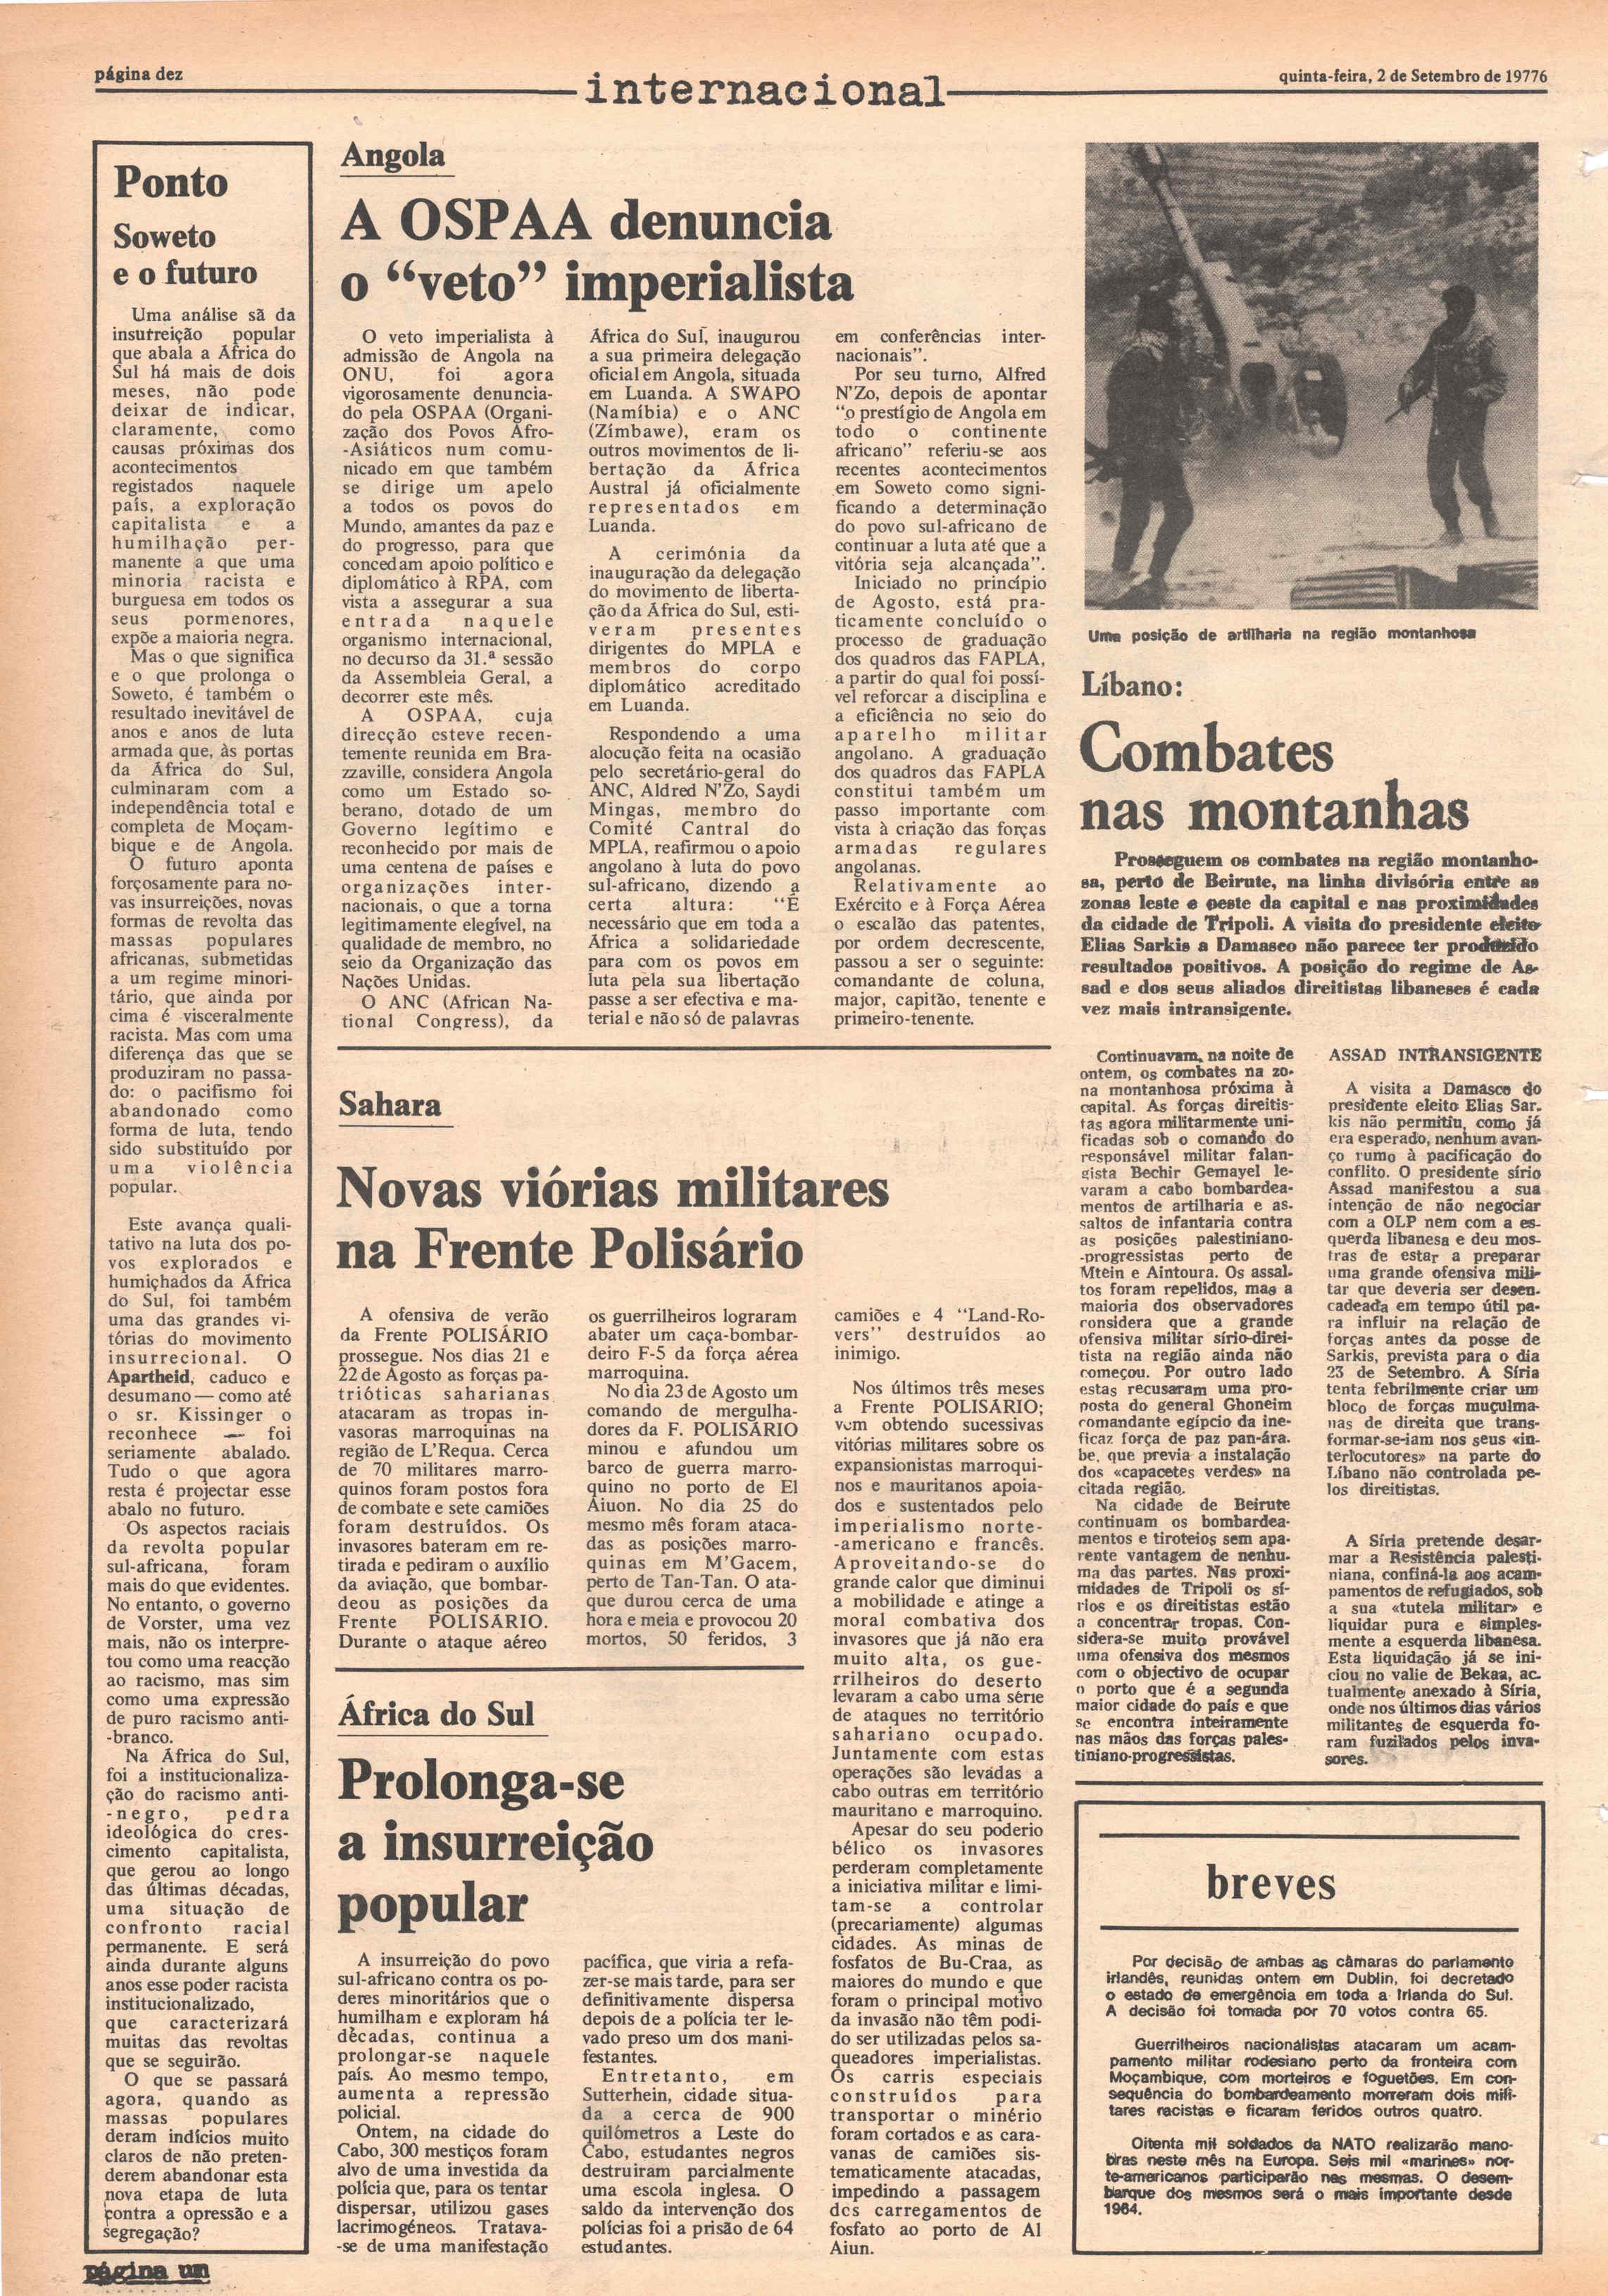 página dez
internacional
quinta-feira, 2 de Setembro de 19776
Ponto
Soweto
e o futuro
Uma análise sã da
insurreição popular
que abala a África do
Sul há mais de dois
meses, não pode
deixar de indicar,
claramente, como
causas próximas dos
acontecimentos
registados naquele
país, a exploração
capitalista e a
humilhação per-
manente a que uma
minoria racista e
burguesa em todos os
seus pormenores,
expõe a maioria negra.
Mas o que significa
e o que prolonga o
Soweto, é também o
resultado inevitável de
anos e anos de luta
armada que, às portas
da África do Sul,
culminaram com a
independência total e
completa de Moçam-
bique e de Angola.
O futuro aponta
forçosamente para no-
vas insurreições, novas
formas de revolta das
massas populares
africanas, submetidas
a um regime minori-
tário, que ainda por
cima é visceralmente
racista. Mas com uma
diferença das que se
produziram no passa-
do: o pacifismo foi
abandonado como
forma de luta, tendo
sido substituído por
uma violência
popular.
Este avança quali-
tativo na luta dos po-
vos explorados e
humiçhados da África
do Sul, foi também
uma das grandes vi-
tórias do movimento
insurrecional. O
Apartheid, caduco e
desumano — como até
o sr. Kissinger o
reconhece — foi
seriamente abalado.
Tudo o que agora
resta é projectar esse
abalo no futuro.
Os aspectos raciais
da revolta popular
sul-africana, foram
mais do que evidentes.
No entanto, o governo
de Vorster, uma vez
mais, não os interpre-
tou como uma reacção
ao racismo, mas sim
como uma expressão
de puro racismo anti-
-branco.
Na África do Sul,
foi a institucionaliza-
ção do racismo anti-
-negro, pedra
ideológica do cres-
cimento capitalista,
que gerou ao longo
das últimas décadas,
uma situação de
confronto racial
permanente. E será
ainda durante alguns
anos esse poder racista
institucionalizado,
que caracterizará
muitas das revoltas
que se seguirão.
O que se passará
agora, quando as
massas populares
deram indícios muito
claros de não preten-
derem abandonar esta
nova etapa de luta
contra a opressão e a
segregação?
Angola
A OSPAA denuncia
o "veto" imperialista
O veto imperialista à
admissão de Angola na
ONU, foi agora
vigorosamente denuncia-
do pela OSPAA (Organi-
zação dos Povos Afro-
-Asiáticos num comu-
nicado em que também
se dirige um apelo
a todos os povos do
Mundo, amantes da paz e
do progresso, para que
concedam apoio político e
diplomático à RPA, com
vista a assegurar a sua
entrada naquele
organismo internacional,
no decurso da 31.ª sessão
da Assembleia Geral, a
decorrer este mês.
A OSPAA, cuja
direcção esteve recen-
temente reunida em Bra-
zzaville, considera Angola
como um Estado so-
berano, dotado de um
Governo legítimo e
reconhecido por mais de
uma centena de países e
organizações inter-
nacionais, o que a torna
legitimamente elegível, na
qualidade de membro, no
seio da Organização das
Nações Unidas.
O ANC (African Na-
tional Congress), da
África do Sul, inaugurou
a sua primeira delegação
oficial em Angola, situada
em Luanda. A SWAPO
(Namíbia) e o ANC
(Zimbawe), eram os
outros movimentos de li-
bertação da África
Austral já oficialmente
representados em
Luanda.
A cerimónia da
inauguração da delegação
do movimento de liberta-
ção da África do Sul, esti-
veram presentes
dirigentes do MPLA e
membros do corpo
diplomático acreditado
em Luanda.
Respondendo a uma
alocução feita na ocasião
pelo secretário-geral do
ANC, Aldred N'Zo, Saydi
Mingas, membro do
Comité Cantral do
MPLA, reafirmou o apoio
angolano à luta do povo
sul-africano, dizendo a
certa altura: "É
necessário que em toda a
África a solidariedade
para com os povos em
luta pela sua libertação
passe a ser efectiva e ma-
terial e não só de palavras
em conferências inter-
nacionais".
Por seu turno, Alfred
N'Zo, depois de apontar
"o prestígio de Angola em
todo o continente
africano" referiu-se aos
recentes acontecimentos
em Soweto como signi-
ficando a determinação
do povo sul-africano de
continuar a luta até que a
vitória seja alcançada".
Iniciado no princípio
de Agosto, está pra-
ticamente concluído o
processo de graduação
dos quadros das FAPLA,
a partir do qual foi possí-
vel reforcar a disciplina e
a eficiência no seio do
aparelho militar
angolano. A graduação
dos quadros das FAPLA
constitui também um
passo importante com
vista à criação das forças
armadas regulares
angolanas.
Relativamente ao
Exército e à Força Aérea
o escalão das patentes,
por ordem decrescente,
passou a ser o seguinte:
comandante de coluna,
major, capitão, tenente e
primeiro-tenente.
Sahara
Novas viórias militares
na Frente Polisário
A ofensiva de verão
da Frente POLISÁRIO
prossegue. Nos dias 21 e
22 de Agosto as forças pa-
trióticas saharianas
atacaram as tropas in-
vasoras marroquinas na
região de L'Requa. Cerca
de 70 militares marro-
quinos foram postos fora
de combate e sete camiões
foram destruídos. Os
invasores bateram em re-
tirada e pediram o auxílio
da aviação, que bombar-
deou as posições da
Frente POLISÁRIO.
Durante o ataque aéreo
os guerrilheiros lograram
abater um caça-bombar-
deiro F-5 da força aérea
marroquina.
No dia 23 de Agosto um
comando de mergulha-
dores da F. POLISÁRIO
minou e afundou um
barco de guerra marro-
quino no porto de El
Aiuon. No dia 25 do
mesmo mês foram ataca-
das as posições marro-
quinas em M'Gacem,
perto de Tan-Tan. O ata-
que durou cerca de uma
hora e meia e provocou 20
mortos, 50 feridos, 3
camiões e 4 "Land-Ro-
vers" destruídos ao
inimigo.
Nos últimos três meses
a Frente POLISÁRIO;
vem obtendo sucessivas
vitórias militares sobre os
expansionistas marroqui-
nos e mauritanos apoia-
dos e sustentados pelo
imperialismo norte-
-americano e francês.
Aproveitando-se do
grande calor que diminui
a mobilidade e atinge a
moral combativa dos
invasores que já não era
muito alta, os gue-
rrilheiros do deserto
levaram a cabo uma série
de ataques no território
sahariano ocupado.
Juntamente com estas
operações são levadas a
cabo outras em território
mauritano e marroquino.
Apesar do seu poderio
bélico os invasores
perderam completamente
a iniciativa militar e limi-
tam-se a controlar
(precariamente) algumas
cidades. As minas de
fosfatos de Bu-Craa, as
maiores do mundo e que
foram o principal motivo
da invasão não têm podi-
do ser utilizadas pelos sa-
queadores imperialistas.
Os carris especiais
construídos para
transportar o minério
foram cortados e as cara-
vanas de camiões sis-
tematicamente atacadas,
impedindo a passagem
dos carregamentos de
fosfato ao porto de Al
Aiun.
África do Sul
Prolonga-se
a insurreição
popular
A insurreição do povo
sul-africano contra os po-
deres minoritários que o
humilham e exploram há
décadas, continua a
prolongar-se naquele
país. Ao mesmo tempo,
aumenta a repressão
policial.
Ontem, na cidade do
Cabo, 300 mestiços foram
alvo de uma investida da
polícia que, para os tentar
dispersar, utilizou gases
lacrimogéneos. Tratava-
-se de uma manifestação
pacífica, que viria a refa-
zer-se mais tarde, para ser
definitivamente dispersa
depois de a polícia ter le-
vado preso um dos mani-
festantes.
Entretanto, em
Sutterhein, cidade situa-
da a cerca de 900
quilómetros a Leste do
Cabo, estudantes negros
destruiram parcialmente
uma escola inglesa. O
saldo da intervenção dos
polícias foi a prisão de 64
estudantes.
Uma posição de artilharia na região montanhosa
Líbano:
Combates
nas montanhas
Prosseguem os combates na região montanho-
sa, perto de Beirute, na linha divisória entre as
zonas leste e oeste da capital e nas proximidades
da cidade de Tripoli. A visita do presidente eleito
Elias Sarkis a Damasco não parece ter produzido
resultados positivos. A posição do regime de As-
sad e dos seus aliados direitistas libaneses é cada
vez mais intransigente.
Continuavam, na noite de
ontem, os combates na zo-
na montanhosa próxima à
capital. As forças direitis-
tas agora militarmente uni-
ficadas sob o comando do
responsável militar falan-
gista Bechir Gemayel le-
varam a cabo bombardea-
mentos de artilharia e as-
saltos de infantaria contra
as posições palestiniano-
-progressistas perto de
Mtein e Aintoura. Os assal-
tos foram repelidos, mas a
maioria dos observadores
considera que a grande
ofensiva militar sírio-direi-
tista na região ainda não
começou. Por outro lado
estas recusaram uma pro-
posta do general Ghoneim
comandante egípcio da ine-
ficaz força de paz pan-ára-
be, que previa a instalação
dos «capacetes verdes» na
citada região.
Na cidade de Beirute
continuam os bombardea-
mentos e tiroteios sem apa-
rente vantagem de nenhu-
ma das partes. Nas proxi-
midades de Tripoli os sí-
rios e os direitistas estão
a concentrar tropas. Con-
sidera-se muito provável
uma ofensiva dos mesmos
com o objectivo de ocupar
o porto que é a segunda
maior cidade do país e que
se encontra inteiramente
nas mãos das forças pales-
tiniano-progressistas.
ASSAD INTRANSIGENTE
A visita a Damasco do
presidente eleito Elias Sar-
kis não permitiu, como já
era esperado, nenhum avan-
ço rumo à pacificação do
conflito. O presidente sírio
Assad manifestou a sua
intenção de não negociar
com a OLP nem com a es-
querda libanesa e deu mos-
tras de estar a preparar
uma grande ofensiva mili-
tar que deveria ser desen-
cadeada em tempo útil pa-
ra influir na relação de
forças antes da posse de
Sarkis, prevista para o dia
23 de Setembro. A Síria
tenta febrilmente criar um
bloco de forças muçulma-
nas de direita que trans-
formar-se-iam nos seus «in-
terlocutores» na parte do
Líbano não controlada pe-
los direitistas.
A Síria pretende desar-
mar a Resistência palesti-
niana, confiná-la aos acam-
pamentos de refugiados, sob
a sua «tutela militar» e
liquidar pura e simples-
mente a esquerda libanesa.
Esta liquidação já se ini-
ciou no valie de Bekaa, ac-
tualmente anexado à Síria,
onde nos últimos dias vários
militantes de esquerda fo-
ram fuzilados pelos inva-
sores.
breves
Por decisão de ambas as câmaras do parlamento
irlandês, reunidas ontem em Dublin, foi decretado
o estado de emergência em toda a Irlanda do Sul.
A decisão foi tomada por 70 votos contra 65.
Guerrilheiros nacionalistas atacaram um acam-
pamento militar rodesiano perto da fronteira com
Moçambique, com morteiros e foguetões. Em con-
sequência do bombardeamento morreram dois mili-
tares racistas e ficaram feridos outros quatro.
Oitenta mil soldados da NATO realizarão mano-
bras neste mês na Europa. Seis mil «marines» nor-
te-americanos participarão nas mesmas. O desem-
barque dos mesmos será o mais importante desde
1964.
página um